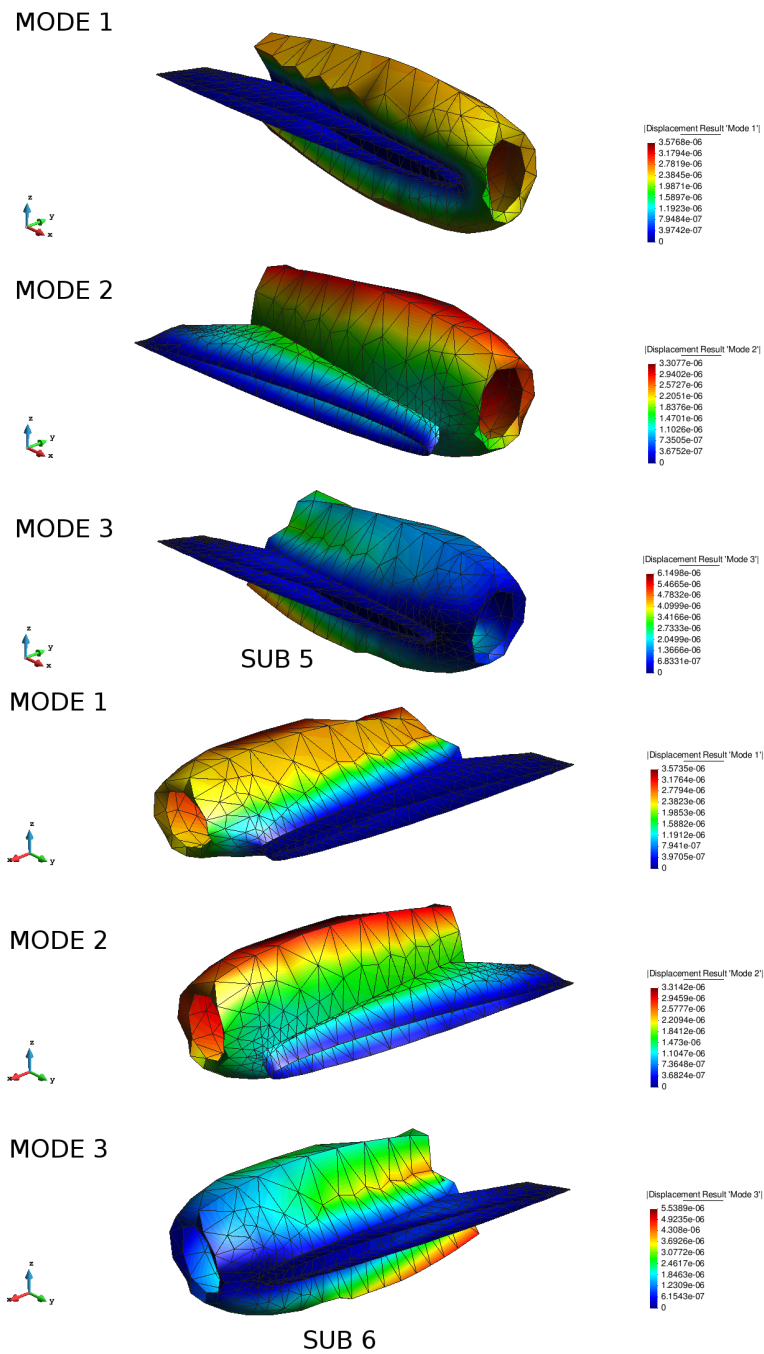 MODE 1
|Displacement Result 'Mode 1'|
3.5768e-06
3.1794e-06
2.7819e-06
2.3845e-06
1.9871e-06
1.5897e-06
1.1923e-06
7.9484e-07
3.9742e-07
0
z
y
x
MODE 2
|Displacement Result 'Mode 2'|
3.3077e-06
2.9402e-06
2.5727e-06
2.2051e-06
1.8376e-06
1.4701e-06
1.1026e-06
7.3505e-07
3.6752e-07
0
z
y
x
MODE 3
|Displacement Result 'Mode 3'|
6.1498e-06
5.4665e-06
4.7832e-06
4.0999e-06
3.4166e-06
2.7333e-06
2.0499e-06
1.3666e-06
6.8331e-07
0
z
y
x
SUB 5
MODE 1
|Displacement Result 'Mode 1'|
3.5735e-06
3.1764e-06
2.7794e-06
2.3823e-06
1.9853e-06
1.5882e-06
1.1912e-06
7.941e-07
3.9705e-07
0
z
x
y
MODE 2
|Displacement Result 'Mode 2'|
3.3142e-06
2.9459e-06
2.5777e-06
2.2094e-06
1.8412e-06
1.473e-06
1.1047e-06
7.3648e-07
3.6824e-07
0
z
x
y
MODE 3
|Displacement Result 'Mode 3'|
5.5389e-06
4.9235e-06
4.308e-06
3.6926e-06
3.0772e-06
2.4617e-06
1.8463e-06
1.2309e-06
6.1543e-07
0
z
x
y
SUB 6